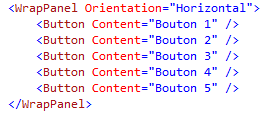 <WrapPanel Orientation="Horizontal">
    <Button Content="Bouton 1" />
    <Button Content="Bouton 2" />
    <Button Content="Bouton 3" />
    <Button Content="Bouton 4" />
    <Button Content="Bouton 5" />
</WrapPanel>